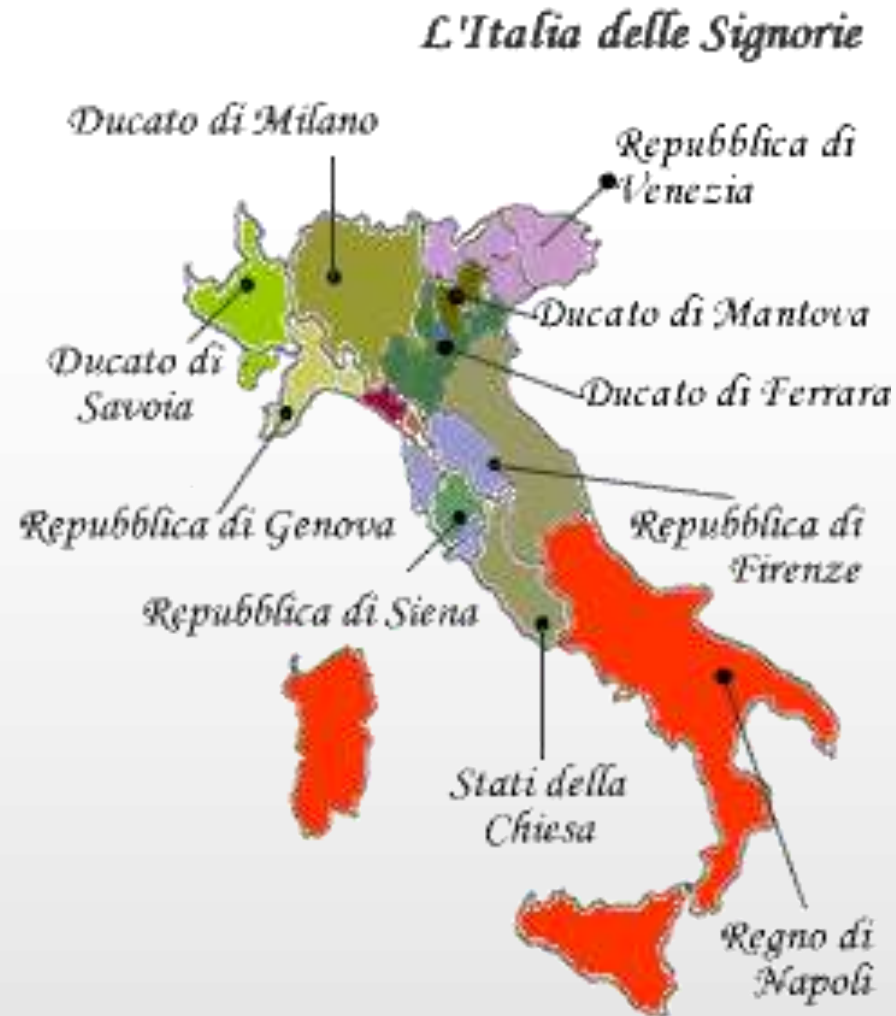 L'Italia delle Signorie
Ducato di Milano
Repubblica di
Venezia
Ducato di Mantova
Ducato di
Savoia
Ducato di Ferrara
Repubblica di Genova
Repubblica di
Firenze
Repubblica di Siena
Stati della
Chiesa
Regno di
Napoli